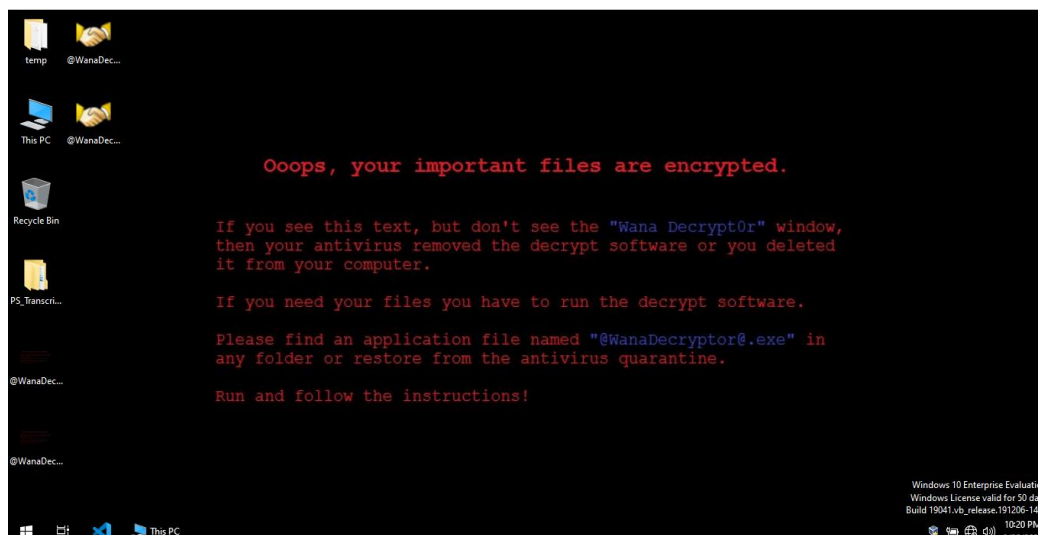 temp
@WanaDec...
This PC
@WanaDec...
Recycle Bin
PS_Transcri...
@WanaDec...
@WanaDec...
Ooops, your important files are encrypted.
If you see this text, but don't see the "Wana Decrypt0r" window,
then your antivirus removed the decrypt software or you deleted
it from your computer.
If you need your files you have to run the decrypt software.
Please find an application file named "@WanaDecryptor@.exe" in
any folder or restore from the antivirus quarantine.
Run and follow the instructions!
Windows 10 Enterprise Evaluati
Windows License valid for 50 da
Build 19041.vb_release.191206-14
This PC
10:20 PM